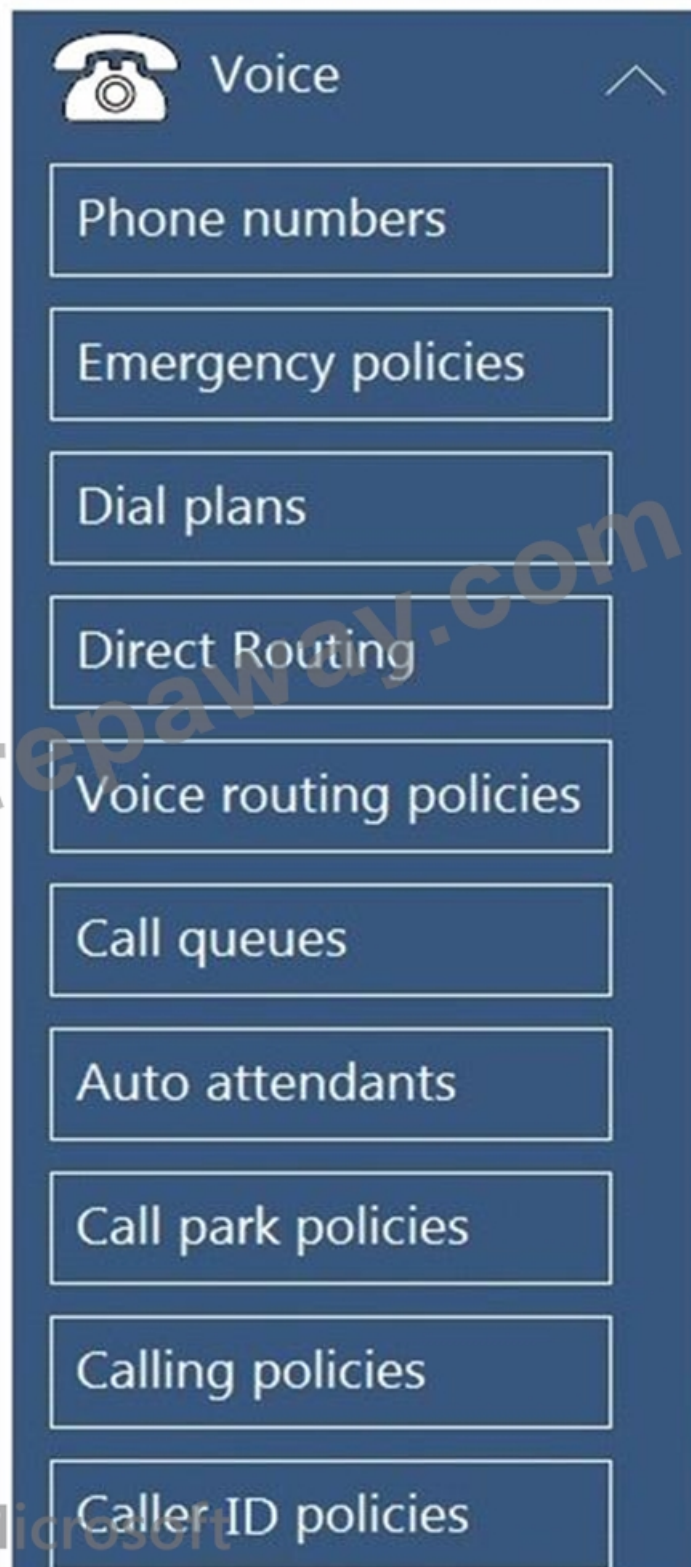 Voice
Phone numbers
Emergency policies
Dial plans
Direct Routing
Voice routing policies
Call queues
Auto attendants
Call park policies
Calling policies
Caller ID policies